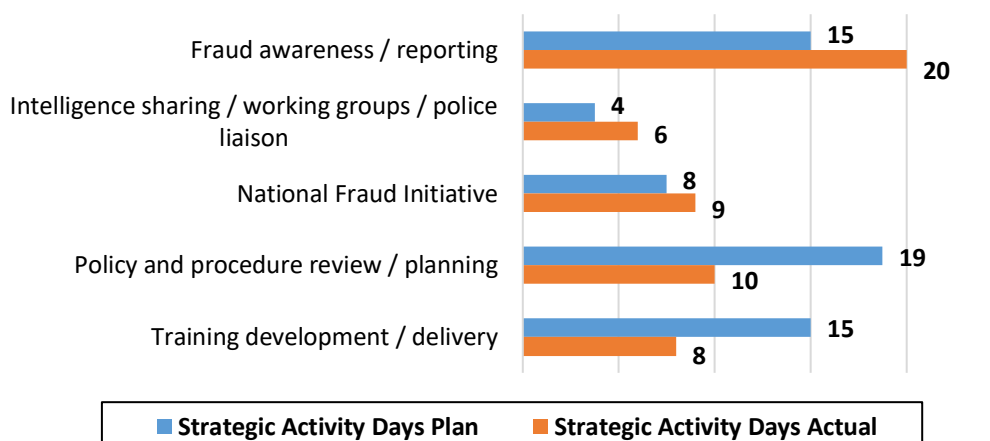 Fraud awareness / reporting
15
20
Intelligence sharing / working groups / police
liaison
4
6
National Fraud Initiative
8
9
Policy and procedure review / planning
19
10
Training development / delivery
15
8
Strategic Activity Days Plan
Strategic Activity Days Actual